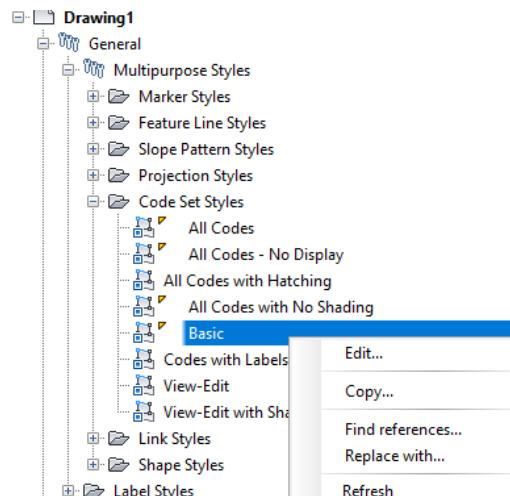 Drawing1
General
Multipurpose Styles
Marker Styles
Feature Line Styles
Slope Pattern Styles
Projection Styles
Code Set Styles
All Codes
All Codes - No Display
All Codes with Hatching
All Codes with No Shading
Basic
Edit...
Codes with Labels
View-Edit
Copy...
View-Edit with Sha
Find references...
Link Styles
Replace with...
Shape Styles
Label Styles
Refresh